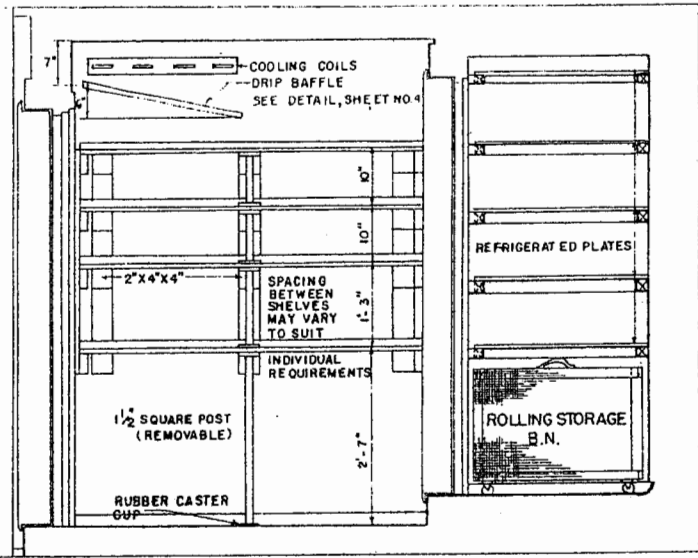 7"
COOLING COILS
DRIP BAFFLE
SEE DETAIL, SHEET NO.4
10"
10"
REFRIGERATED PLATES
2"X4"X4"
SPACING
BETWEEN
SHELVES
MAY VARY
TO SUIT
INDIVIDUAL
REQUIREMENTS
1'-3"
1 1/2" SQUARE POST
(REMOVABLE)
2'-7"
ROLLING STORAGE
B.N.
RUBBER CASTER
CUP